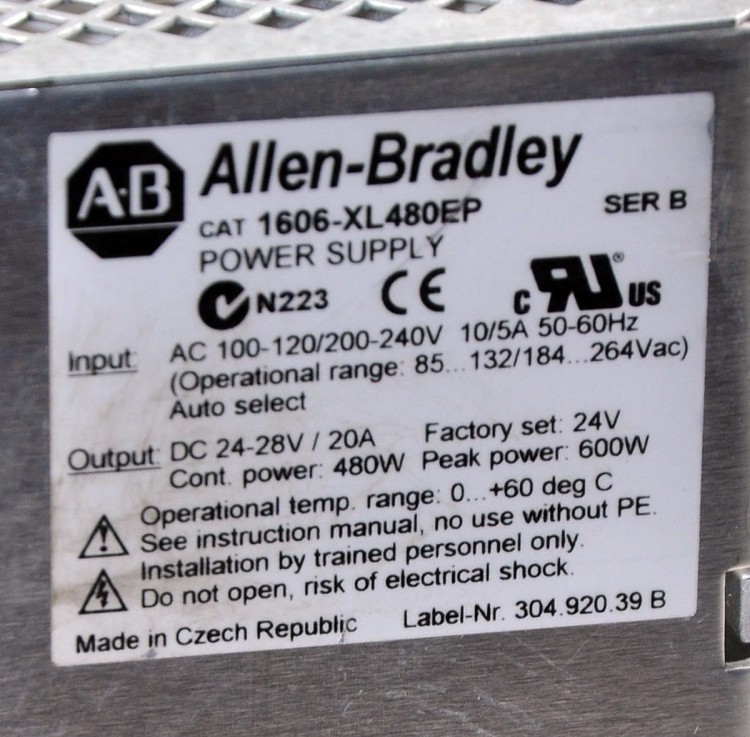 A·B Allen-Bradley
CAT 1606-XL480EP SER B
POWER SUPPLY
N223 CE c RU® US
Input: AC 100-120/200-240V 10/5A 50-60Hz
(Operational range: 85...132/184...264Vac)
Auto select
Output: DC 24-28V / 20A Factory set: 24V
Cont. power: 480W Peak power: 600W
Operational temp. range: 0...+60 deg C
See instruction manual, no use without PE.
Installation by trained personnel only.
Do not open, risk of electrical shock.
Made in Czech Republic Label-Nr. 304.920.39 B